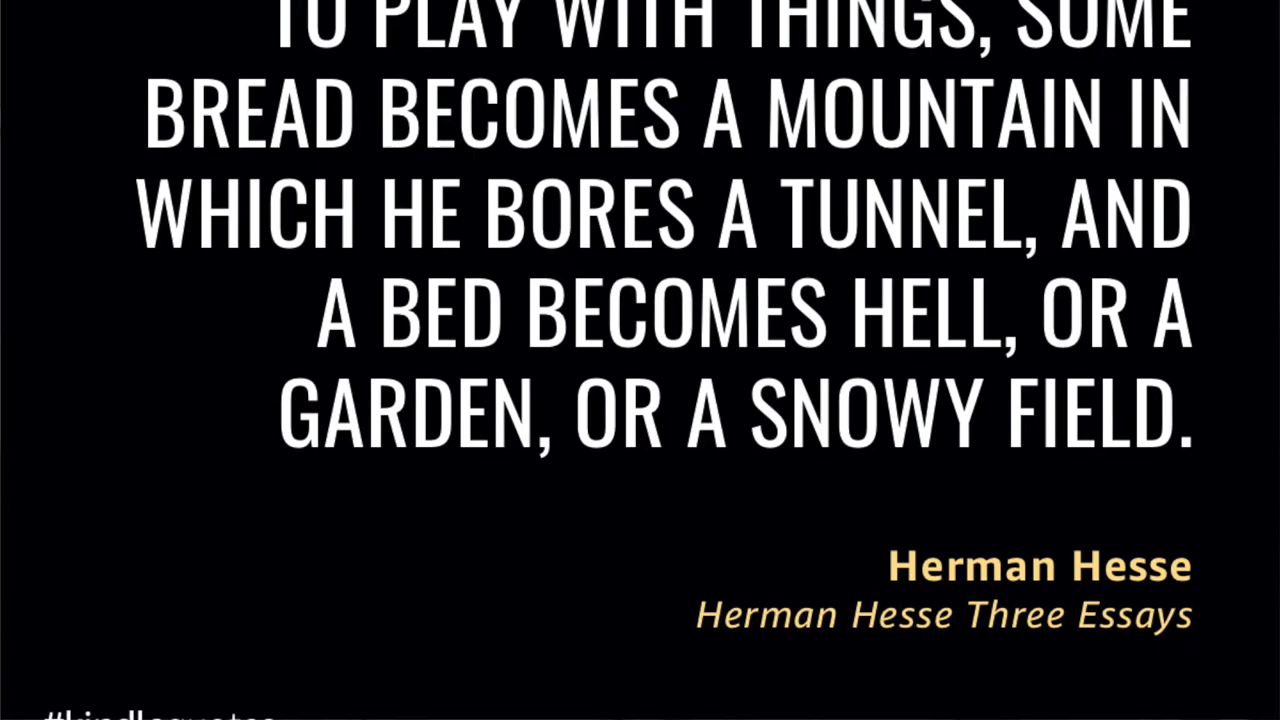 TO PLAY WITH THINGS, SOME
BREAD BECOMES A MOUNTAIN IN
WHICH HE BORES A TUNNEL, AND
A BED BECOMES HELL, OR A
GARDEN, OR A SNOWY FIELD.
Herman Hesse
Herman Hesse Three Essays
#kindlequotes